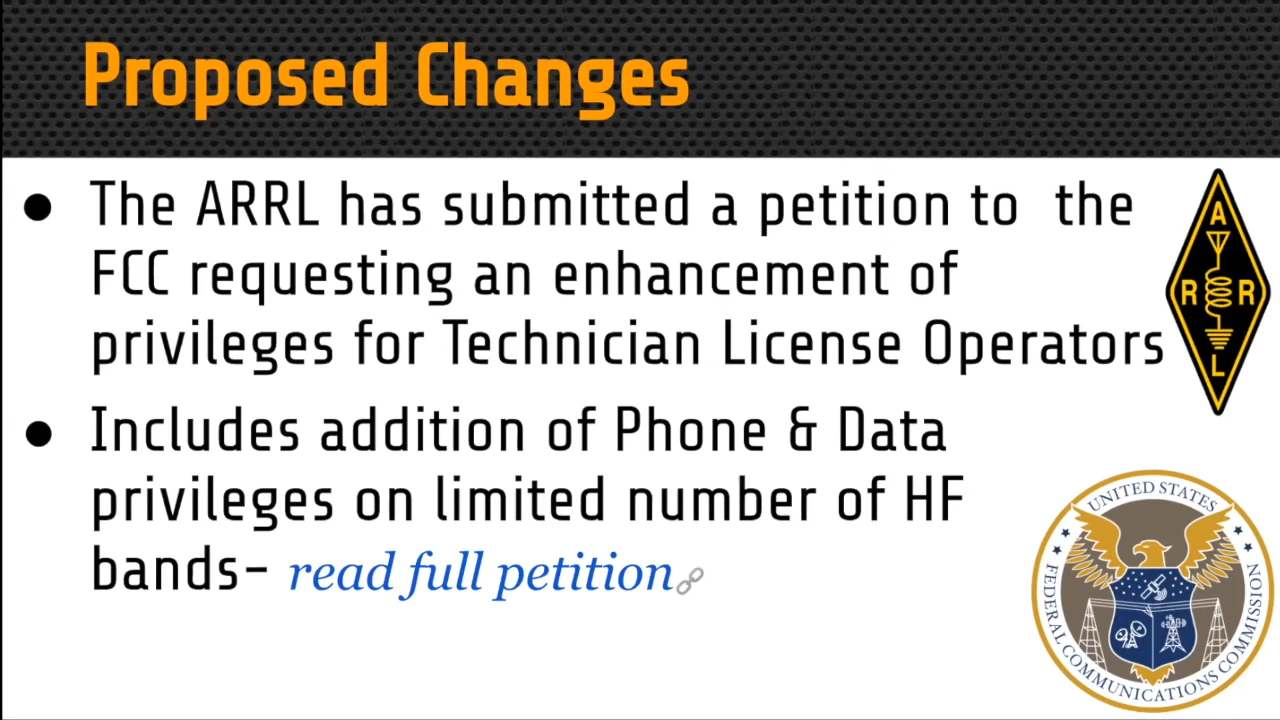 Proposed Changes
● The ARRL has submitted a petition to the
FCC requesting an enhancement of
privileges for Technician License Operators
● Includes addition of Phone & Data
privileges on limited number of HF
bands- read full petition
A
R R
L
UNITED STATES
FEDERAL COMMUNICATIONS COMMISSION